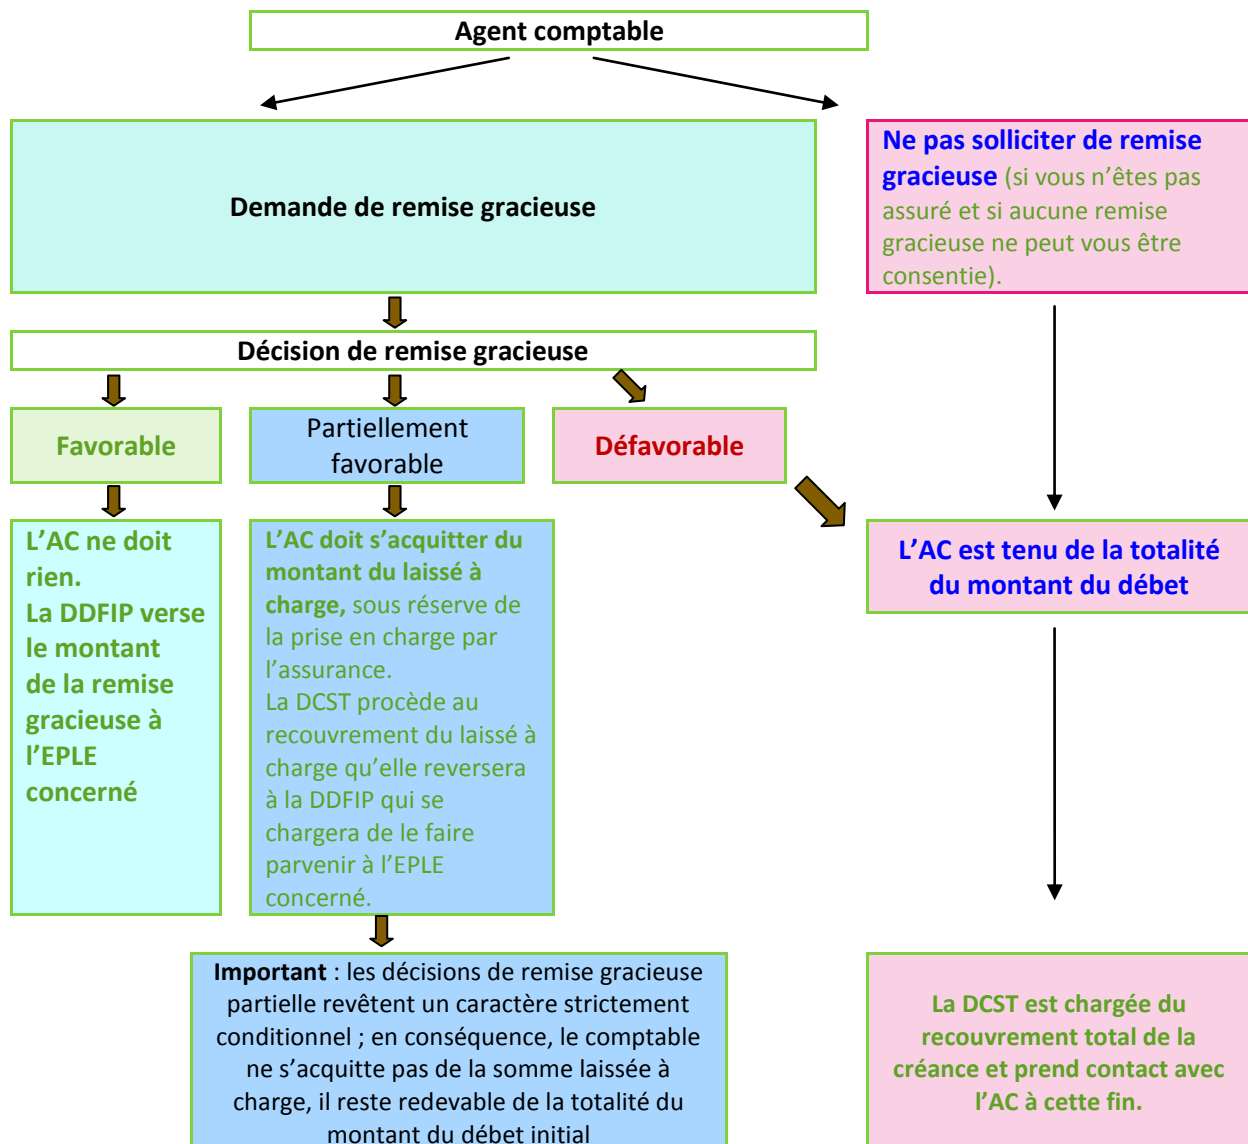 Agent comptable
Demande de remise gracieuse
Ne pas solliciter de remise
gracieuse (si vous n’êtes pas
assuré et si aucune remise
gracieuse ne peut vous être
consentie).
Décision de remise gracieuse
Favorable
Partiellement
favorable
Défavorable
L’AC ne doit
rien.
La DDFIP verse
le montant
de la remise
gracieuse à
l’EPLE
concerné
L’AC doit s’acquitter du
montant du laissé à
charge, sous réserve de
la prise en charge par
l’assurance.
La DCST procède au
recouvrement du laissé à
charge qu’elle reversera
à la DDFIP qui se
chargera de le faire
parvenir à l’EPLE
concerné.
L’AC est tenu de la totalité
du montant du débet
Important : les décisions de remise gracieuse
partielle revêtent un caractère strictement
conditionnel ; en conséquence, le comptable
ne s’acquitte pas de la somme laissée à
charge, il reste redevable de la totalité du
montant du débet initial
La DCST est chargée du
recouvrement total de la
créance et prend contact avec
l’AC à cette fin.